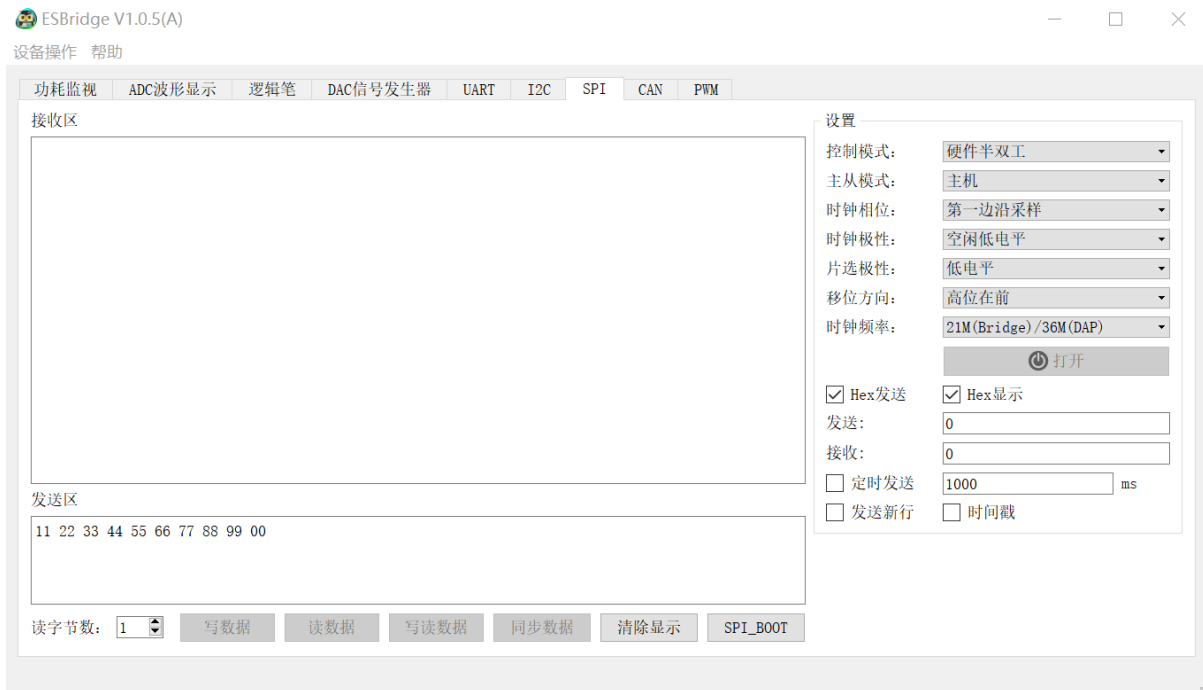 ESBridge V1.0.5(A)
设备操作 帮助
功耗监视 ADC波形显示 逻辑笔 DAC信号发生器 UART I2C SPI CAN PWM
接收区
设置
控制模式: 硬件半双工
主从模式: 主机
时钟相位: 第一边沿采样
时钟极性: 空闲低电平
片选极性: 低电平
移位方向: 高位在前
时钟频率: 21M(Bridge)/36M(DAP)
打开
Hex发送 Hex显示
发送: 0
接收: 0
定时发送 1000 ms
发送新行 时间戳
发送区
11 22 33 44 55 66 77 88 99 00
读字节数: 1 写数据 读数据 写读数据 同步数据 清除显示 SPI_BOOT